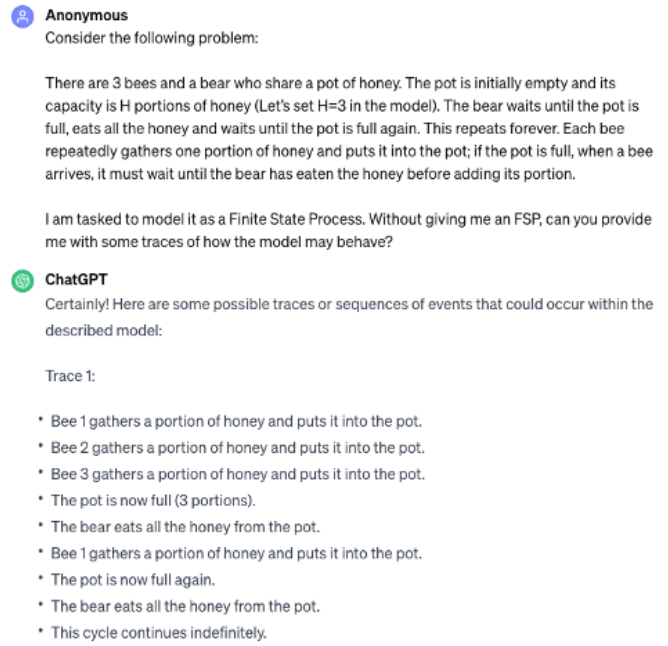 Anonymous
Consider the following problem:
There are 3 bees and a bear who share a pot of honey. The pot is initially empty and its
capacity is H portions of honey (Let's set H=3 in the model). The bear waits until the pot is
full, eats all the honey and waits until the pot is full again. This repeats forever. Each bee
repeatedly gathers one portion of honey and puts it into the pot; if the pot is full, when a bee
arrives, it must wait until the bear has eaten the honey before adding its portion.
I am tasked to model it as a Finite State Process. Without giving me an FSP, can you provide
me with some traces of how the model may behave?
ChatGPT
Certainly! Here are some possible traces or sequences of events that could occur within the
described model:
Trace 1:
• Bee 1 gathers a portion of honey and puts it into the pot.
• Bee 2 gathers a portion of honey and puts it into the pot.
• Bee 3 gathers a portion of honey and puts it into the pot.
• The pot is now full (3 portions).
• The bear eats all the honey from the pot.
• Bee 1 gathers a portion of honey and puts it into the pot.
• The pot is now full again.
• The bear eats all the honey from the pot.
• This cycle continues indefinitely.